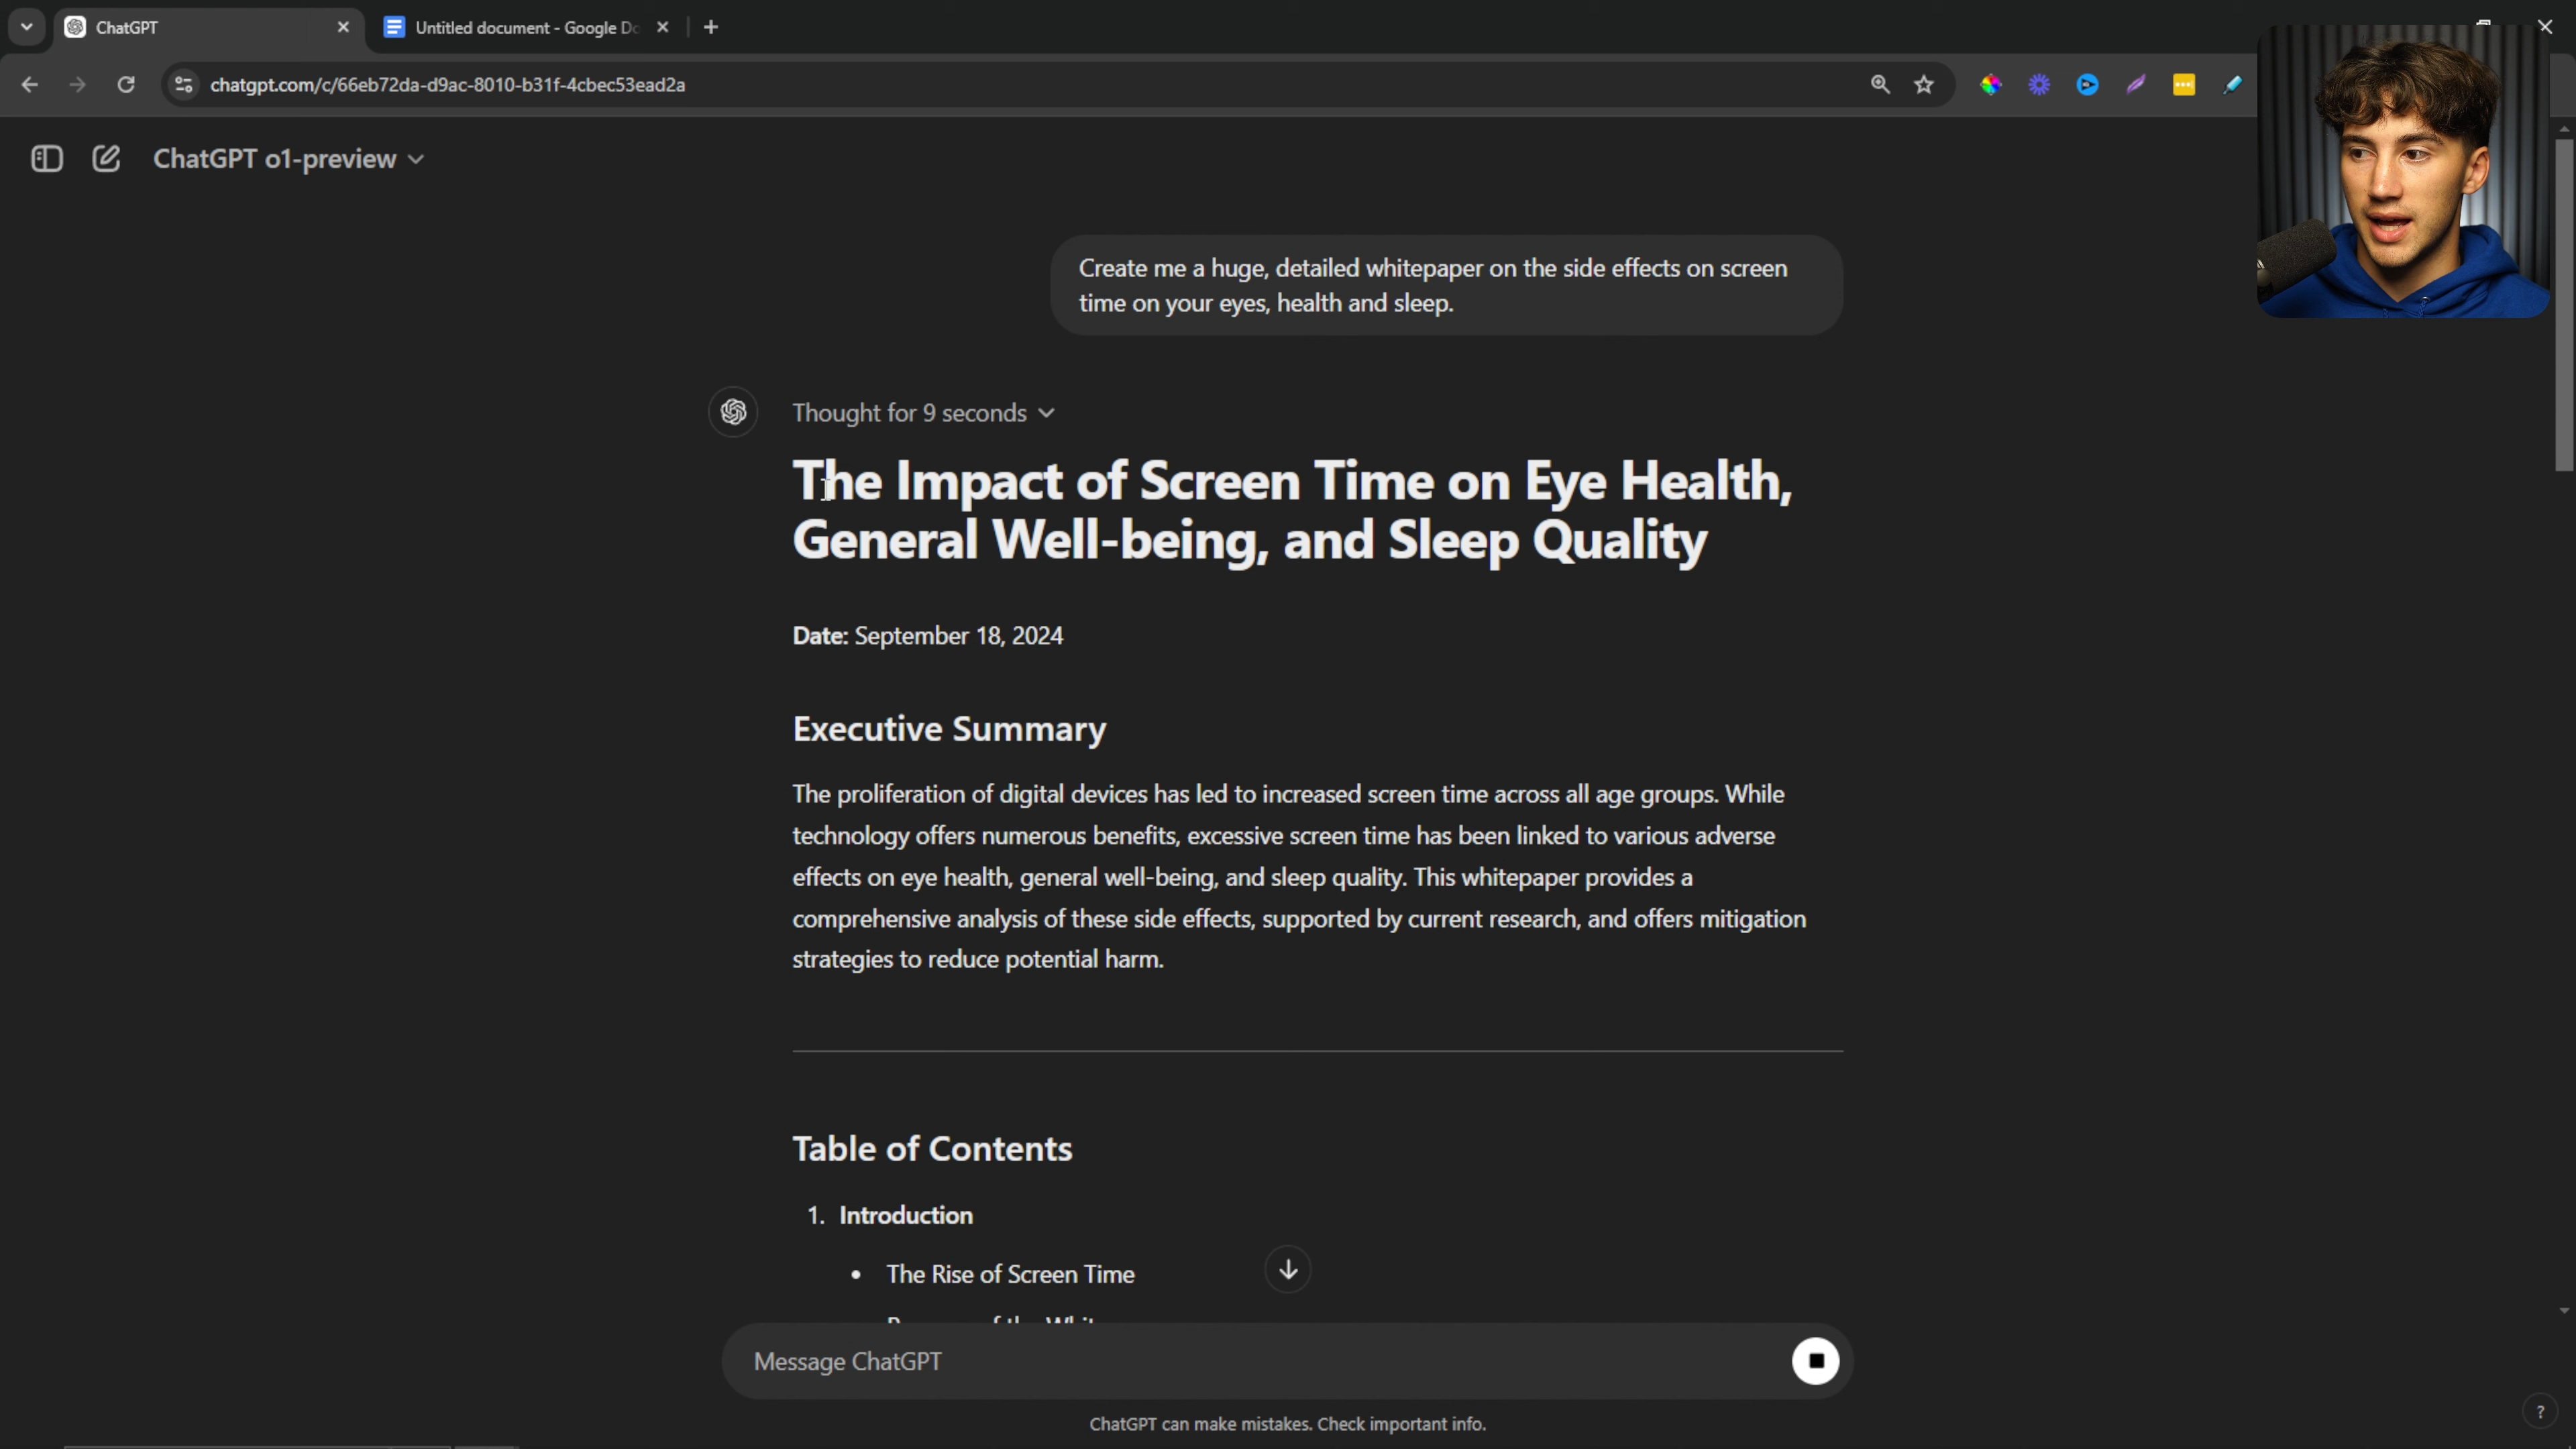 ChatGPT
Untitled document - Google Do
chatgpt.com/c/66eb72da-d9ac-8010-b31f-4cbec53ead2a
ChatGPT o1-preview
Create me a huge, detailed whitepaper on the side effects on screen
time on your eyes, health and sleep.
Thought for 9 seconds
The Impact of Screen Time on Eye Health,
General Well-being, and Sleep Quality
Date: September 18, 2024
Executive Summary
The proliferation of digital devices has led to increased screen time across all age groups. While
technology offers numerous benefits, excessive screen time has been linked to various adverse
effects on eye health, general well-being, and sleep quality. This whitepaper provides a
comprehensive analysis of these side effects, supported by current research, and offers mitigation
strategies to reduce potential harm.
Table of Contents
1. Introduction
• The Rise of Screen Time
Message ChatGPT
ChatGPT can make mistakes. Check important info.
?